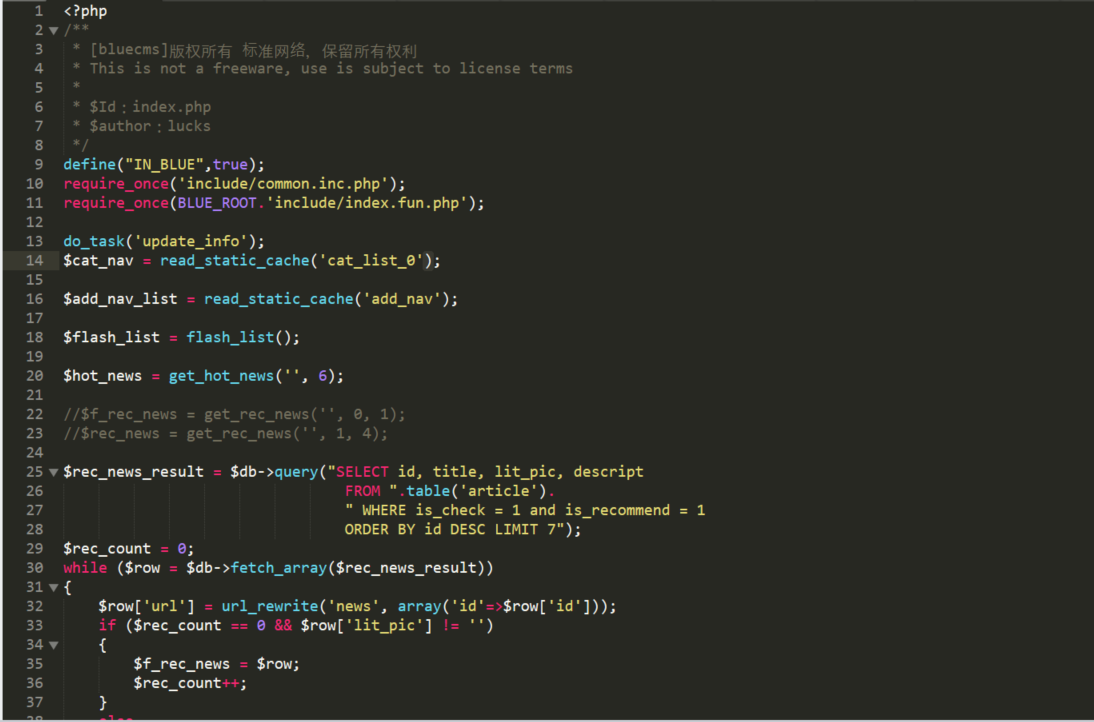 1 <?php
2 /**
3  * [bluecms]版权所有 标准网络，保留所有权利
4  * This is not a freeware, use is subject to license terms
5  *
6  * $Id：index.php
7  * $author：lucks
8  */
9 define("IN_BLUE",true);
10 require_once('include/common.inc.php');
11 require_once(BLUE_ROOT.'include/index.fun.php');
12
13 do_task('update_info');
14 $cat_nav = read_static_cache('cat_list_0');
15
16 $add_nav_list = read_static_cache('add_nav');
17
18 $flash_list = flash_list();
19
20 $hot_news = get_hot_news('', 6);
21
22 //$f_rec_news = get_rec_news('', 0, 1);
23 //$rec_news = get_rec_news('', 1, 4);
24
25 $rec_news_result = $db->query("SELECT id, title, lit_pic, descript
26                                 FROM ".table('article').
27                                 " WHERE is_check = 1 and is_recommend = 1
28                                 ORDER BY id DESC LIMIT 7");
29 $rec_count = 0;
30 while ($row = $db->fetch_array($rec_news_result))
31 {
32     $row['url'] = url_rewrite('news', array('id'=>$row['id']));
33     if ($rec_count == 0 && $row['lit_pic'] != '')
34     {
35         $f_rec_news = $row;
36         $rec_count++;
37     }
38     else